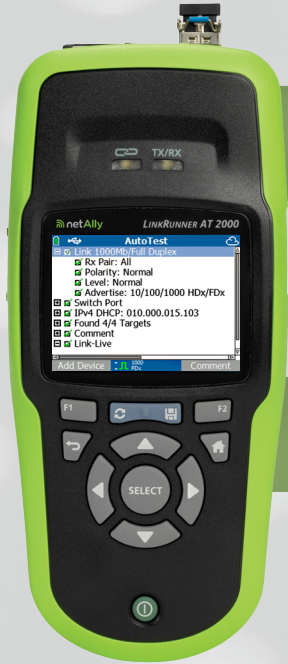 TX/RX
netAlly LINKRUNNER AT 2000
AutoTest
Link 1000Mb/Full Duplex
Rx Pair: All
Polarity: Normal
Level: Normal
Advertise: 10/100/1000 HDx/FDx
Switch Port
IPv4 DHCP: 010.000.015.103
Found 4/4 Targets
Comment
Link-Live
Add Device 1000 FDx Comment
F1 F2
SELECT